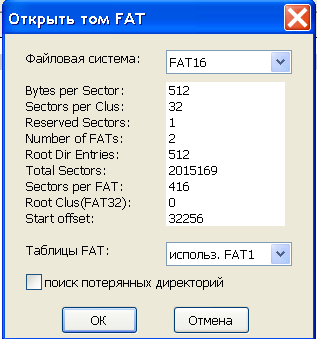 Открыть том FAT
Файловая система: FAT16
Bytes per Sector: 512
Sectors per Clus: 32
Reserved Sectors: 1
Number of FATs: 2
Root Dir Entries: 512
Total Sectors: 2015169
Sectors per FAT: 416
Root Clus(FAT32): 0
Start offset: 32256
Таблицы FAT: использ. FAT1
поиск потерянных директорий
ОК Отмена